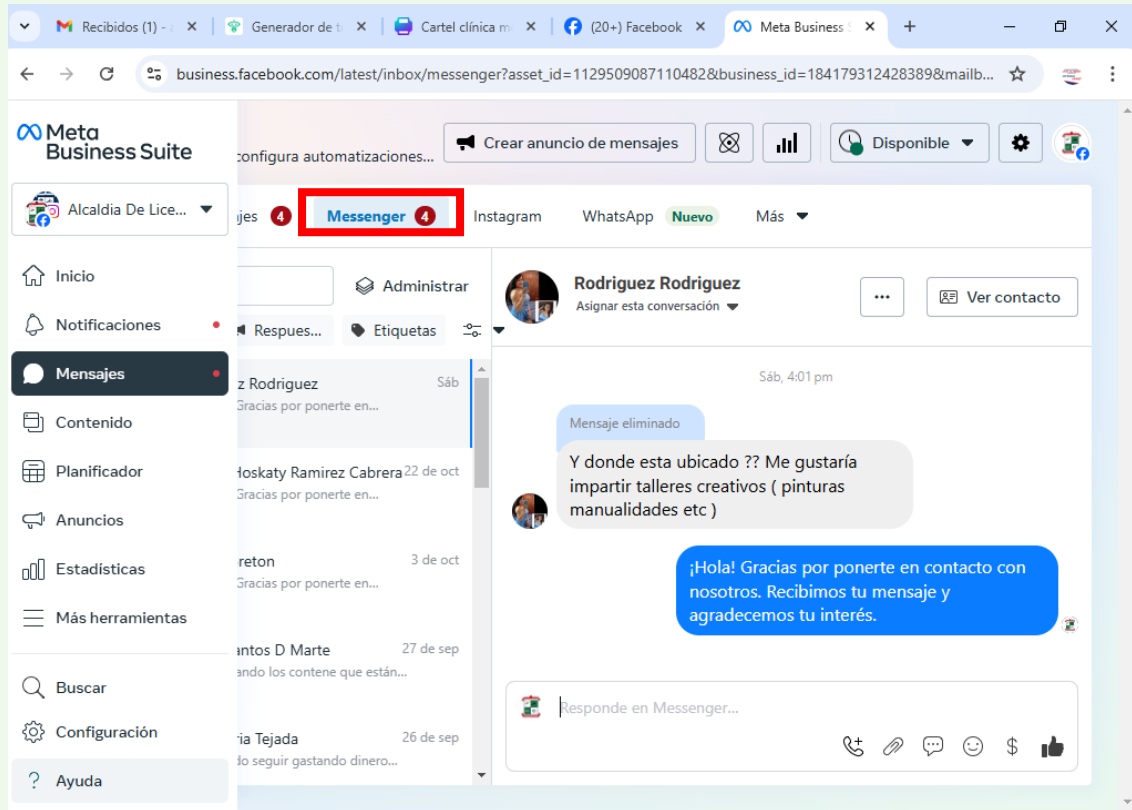 Recibidos (1) - a
Generador de t
Cartel clínica m
(20+) Facebook
Meta Business S
business.facebook.com/latest/inbox/messenger?asset_id=1129509087110482&business_id=184179312428389&mailb...
Meta
Business Suite
configura automatizaciones...
Crear anuncio de mensajes
Disponible
Alcaldia De Lice...
jes 4
Messenger 4
Instagram
WhatsApp Nuevo
Más
Inicio
Notificaciones
Mensajes
Contenido
Planificador
Anuncios
Estadísticas
Más herramientas
Buscar
Configuración
Ayuda
Administrar
Respues...
Etiquetas
z Rodriguez Sáb
Gracias por ponerte en...
Hoskaty Ramirez Cabrera 22 de oct
Gracias por ponerte en...
reton 3 de oct
Gracias por ponerte en...
antos D Marte 27 de sep
ando los contene que están...
ria Tejada 26 de sep
do seguir gastando dinero...
Rodriguez Rodriguez
Asignar esta conversación
Ver contacto
Sáb, 4:01 pm
Mensaje eliminado
Y donde esta ubicado ?? Me gustaría
impartir talleres creativos ( pinturas
manualidades etc )
¡Hola! Gracias por ponerte en contacto con
nosotros. Recibimos tu mensaje y
agradecemos tu interés.
Responde en Messenger...